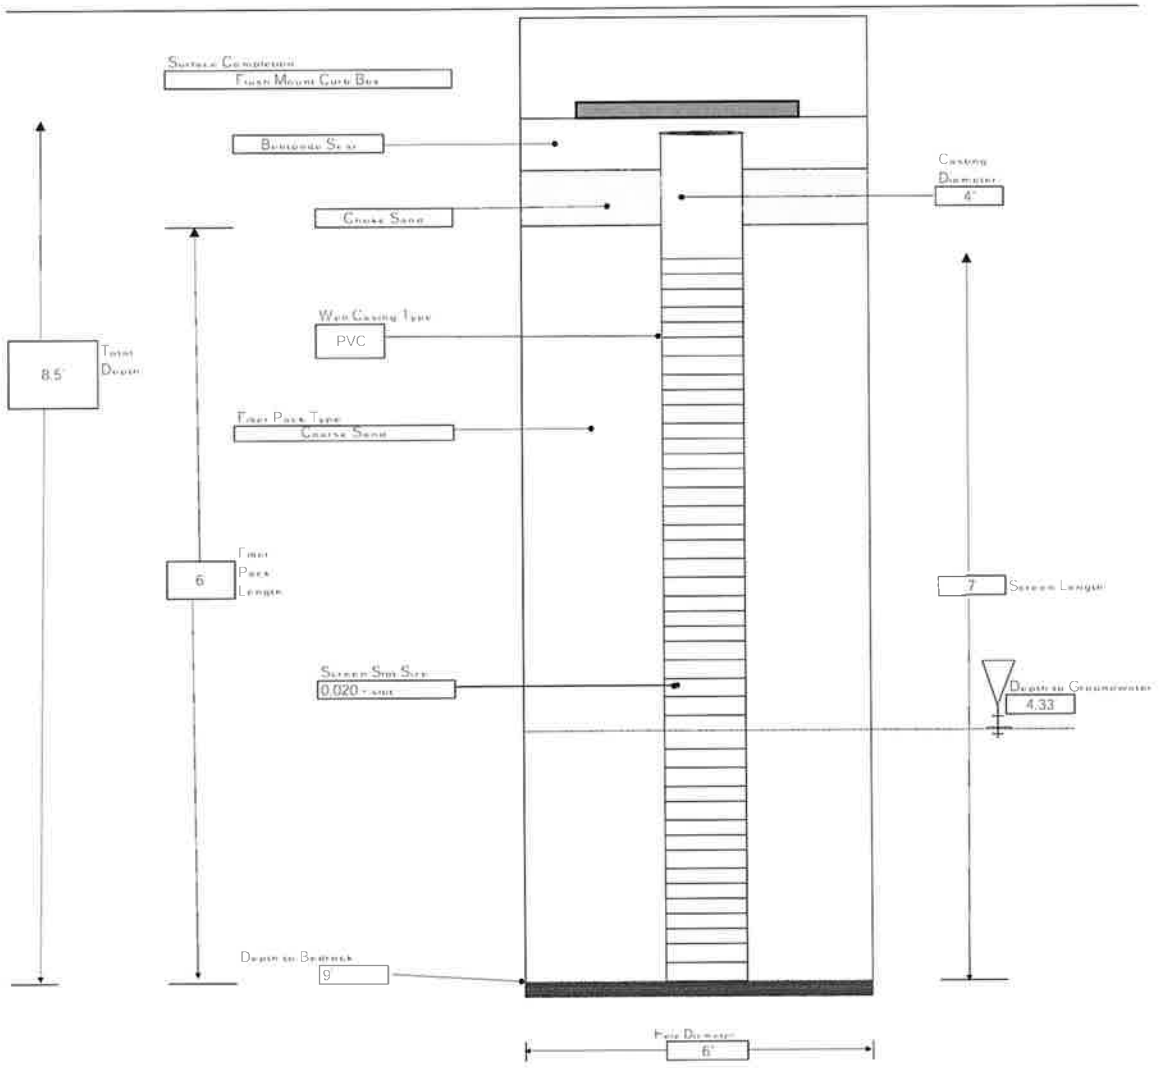 Surface Completion
Flush Mount Curb Box
Bentonite Seal
Casing
Diameter
4"
Choke Sand
Well Casing Type
PVC
Total
Depth
8.5'
Filter Pack Type
Coarse Sand
Filter
Pack
Length
6
7
Screen Length
Screen Slot Size
0.020 - slot
Depth to Groundwater
4.33
Depth to Bedrock
9'
Hole Diameter
6"